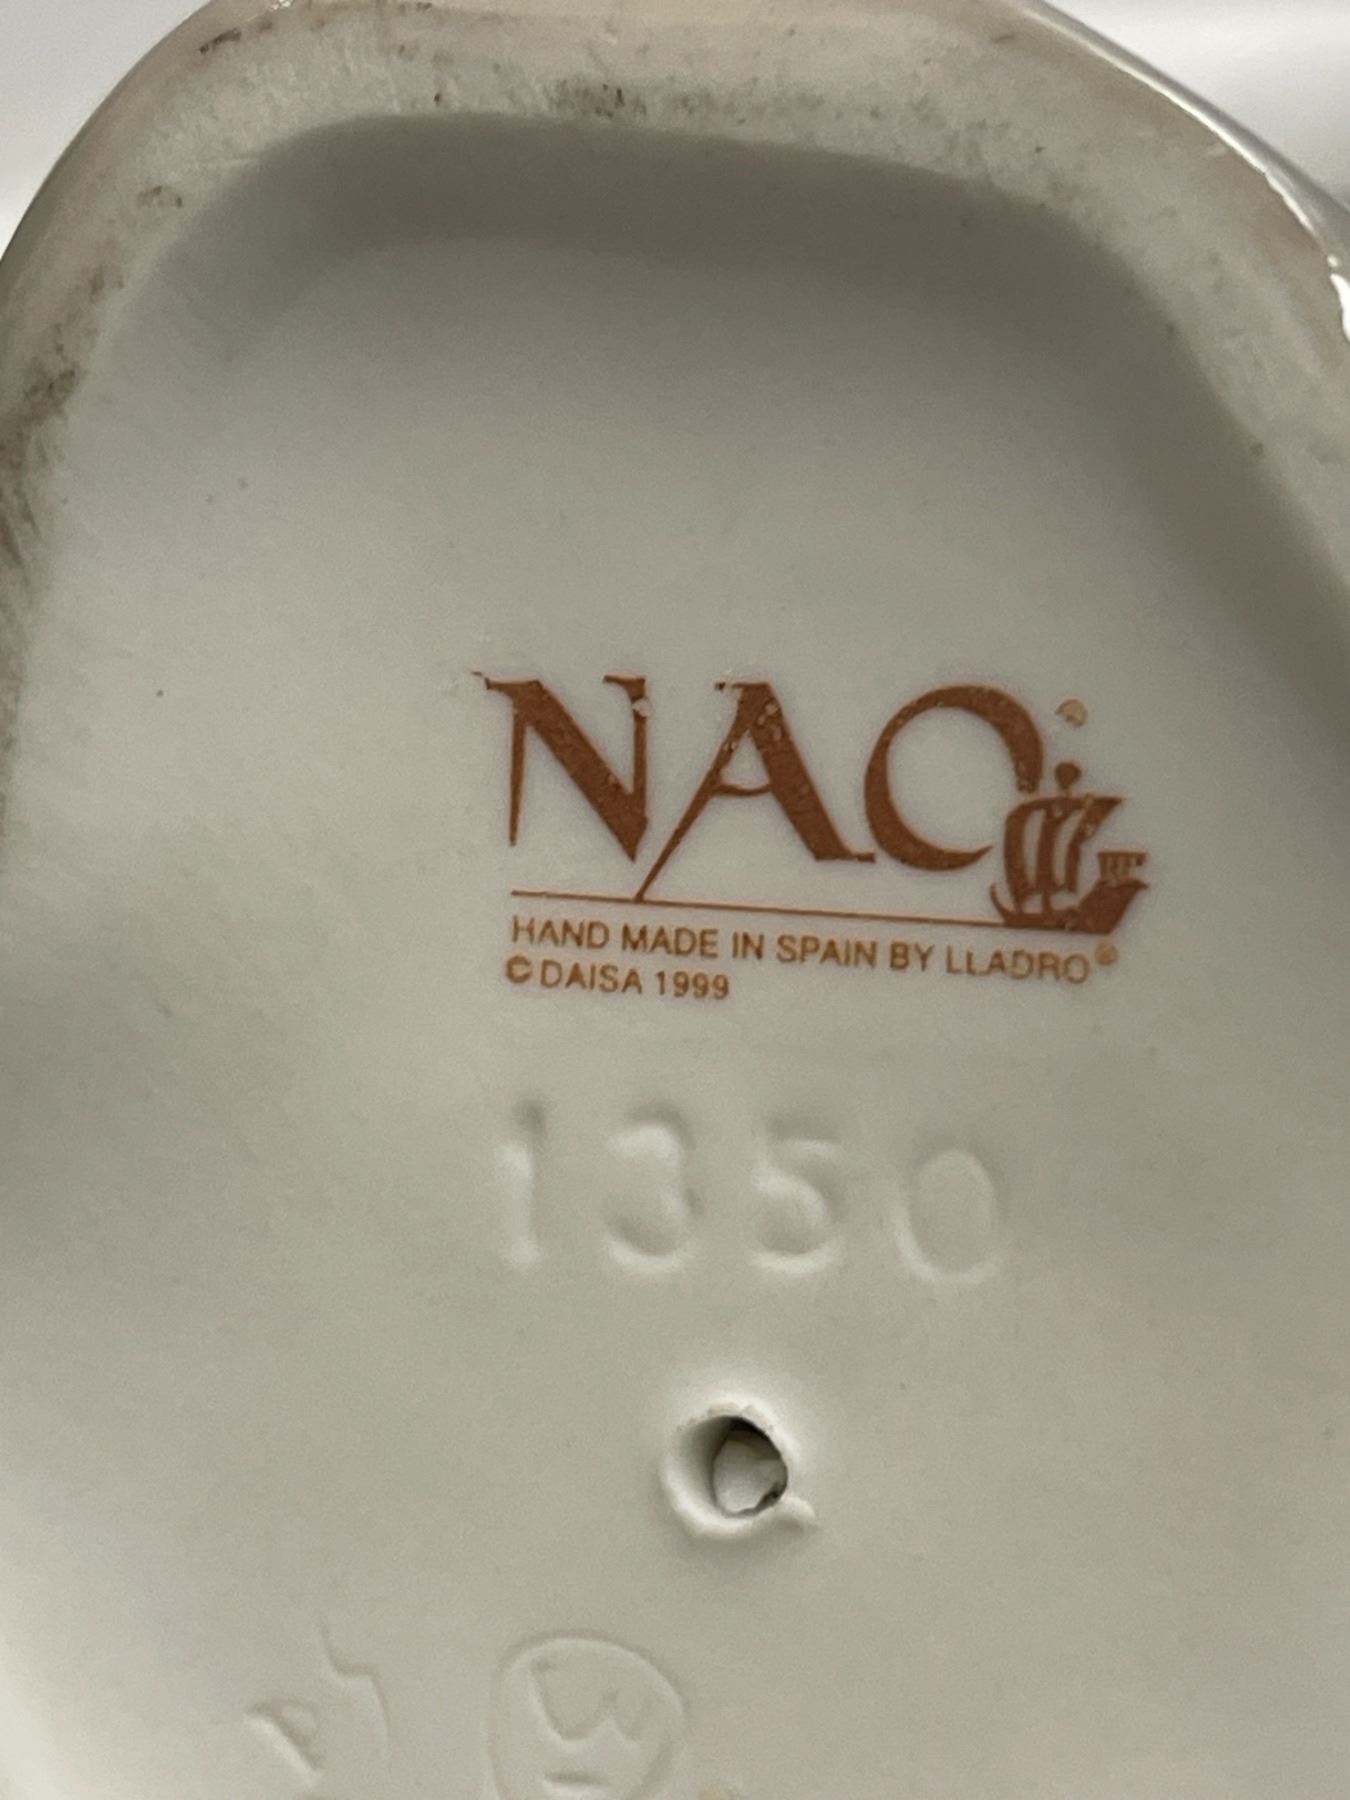 NAO
HAND MADE IN SPAIN BY LLADRO®
© DAISA 1999
1350